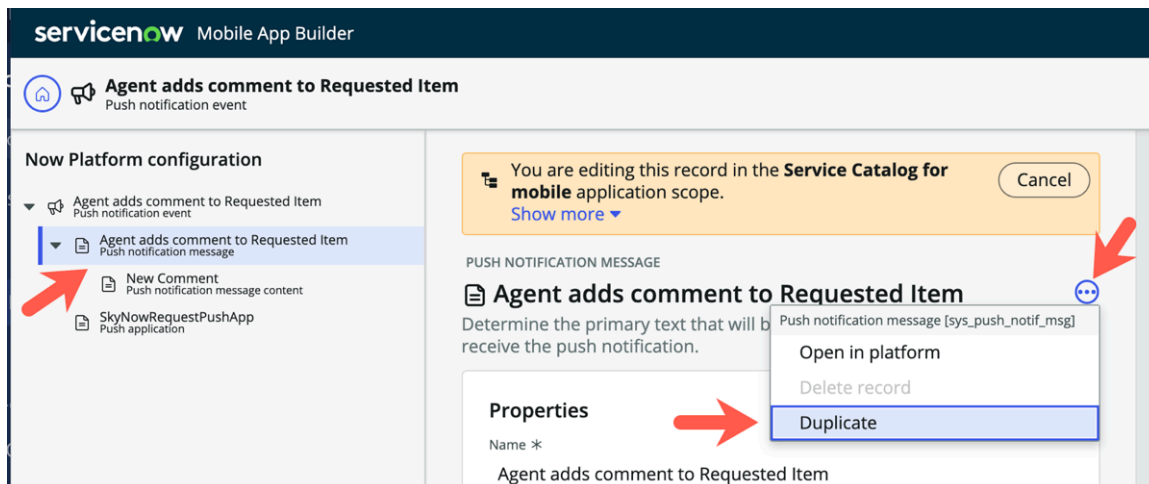 servicenow Mobile App Builder
Agent adds comment to Requested Item
Push notification event
Now Platform configuration
Agent adds comment to Requested Item
Push notification event
Agent adds comment to Requested Item
Push notification message
New Comment
Push notification message content
SkyNowRequestPushApp
Push application
You are editing this record in the Service Catalog for
mobile application scope.
Show more
Cancel
PUSH NOTIFICATION MESSAGE
Agent adds comment to Requested Item
Determine the primary text that will b
receive the push notification.
Push notification message [sys_push_notif_msg]
Open in platform
Delete record
Duplicate
Properties
Name *
Agent adds comment to Requested Item